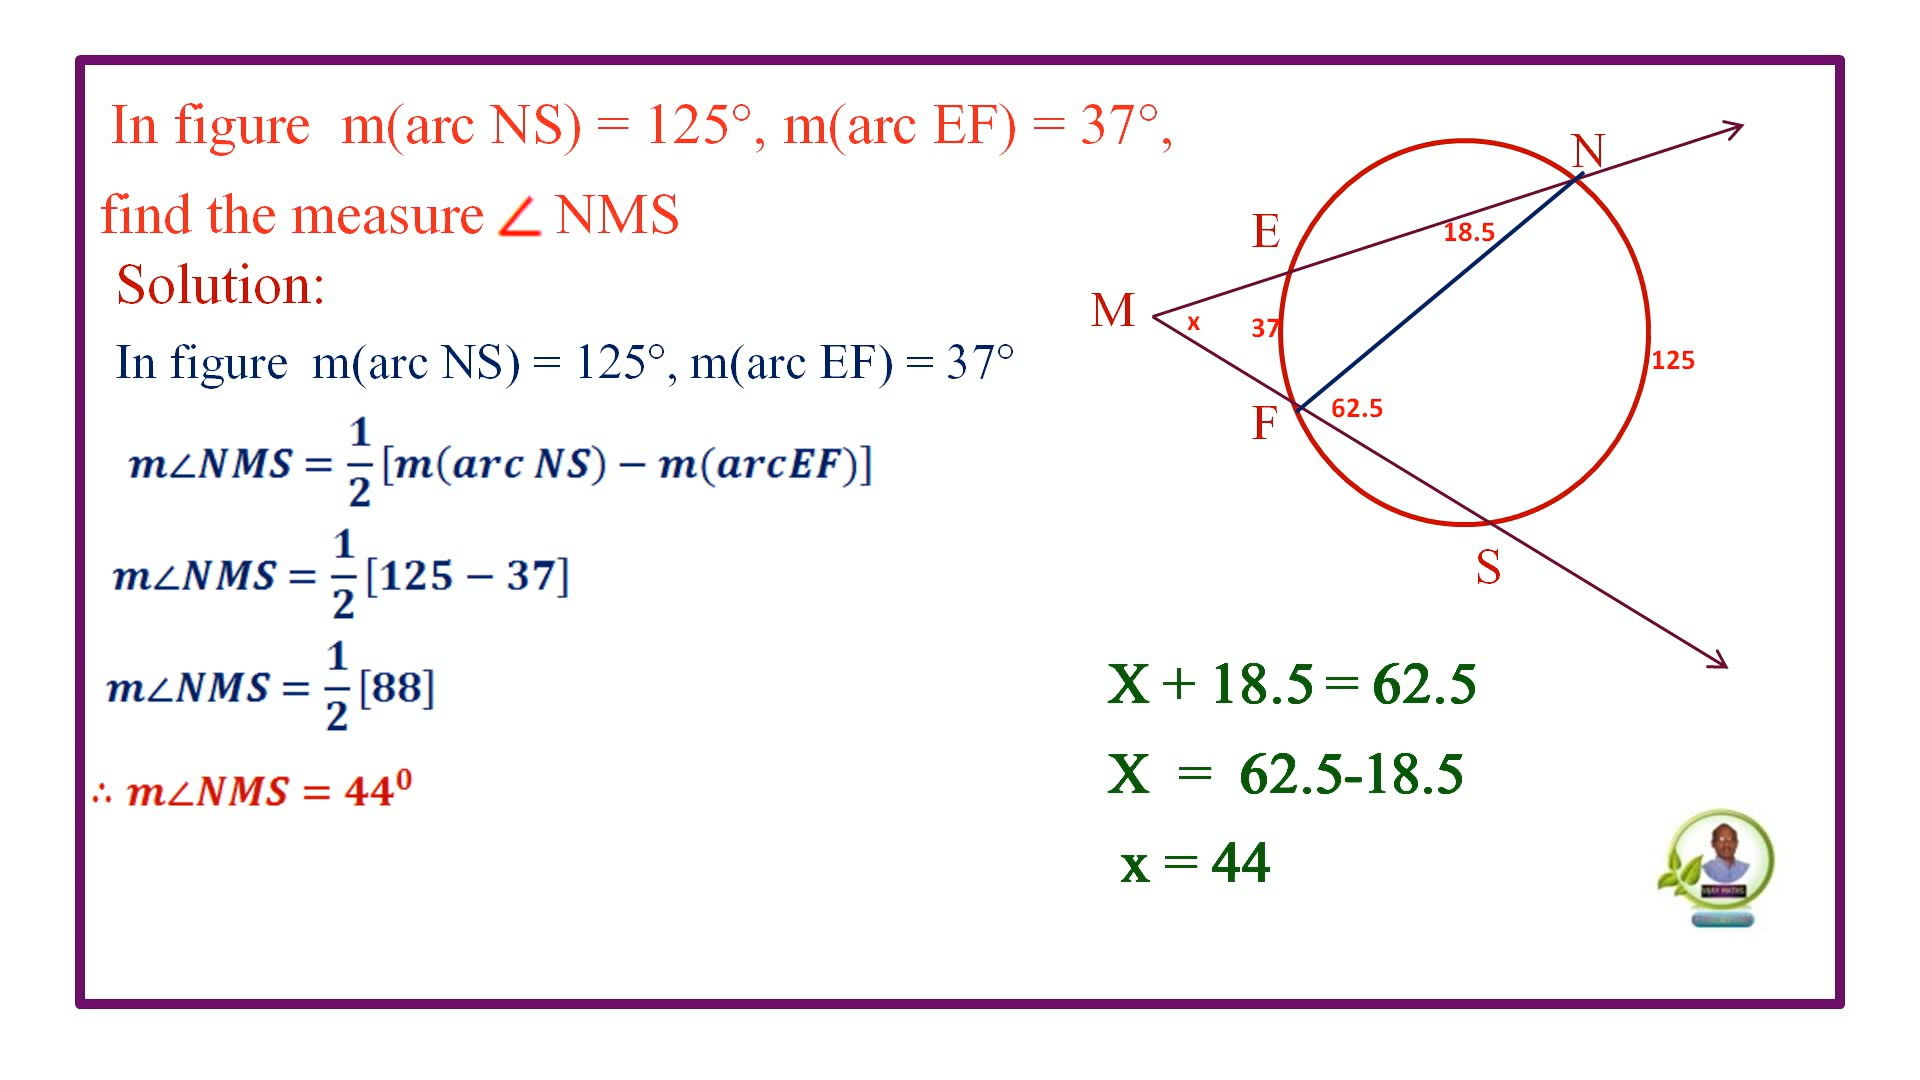 In figure m(arc NS) = 125°, m(arc EF) = 37°,
find the measure ∠ NMS
Solution:
In figure m(arc NS) = 125°, m(arc EF) = 37°
m∠NMS = 1/2 [m(arc NS) − m(arcEF)]
m∠NMS = 1/2 [125 − 37]
m∠NMS = 1/2 [88]
∴ m∠NMS = 44⁰
N
E
18.5
M
x
37
125
F
62.5
S
X + 18.5 = 62.5
X = 62.5-18.5
x = 44
VIJAY MATHS